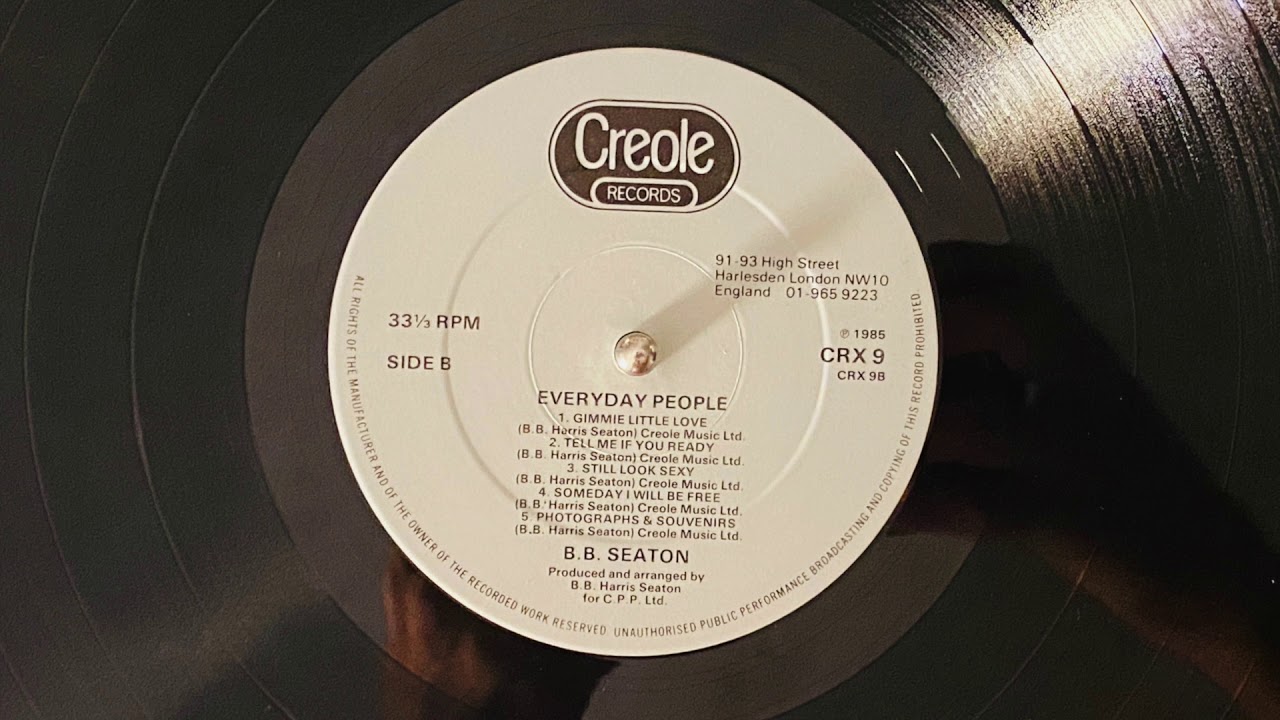 Creole
RECORDS
91-93 High Street
Harlesden London NW10
England 01-965 9223
33⅓ RPM
SIDE B
℗ 1985
CRX 9
CRX 9B
EVERYDAY PEOPLE
1. GIMMIE LITTLE LOVE
(B.B. Harris Seaton) Creole Music Ltd.
2. TELL ME IF YOU READY
(B.B. Harris Seaton) Creole Music Ltd.
3. STILL LOOK SEXY
(B.B. Harris Seaton) Creole Music Ltd.
4. SOMEDAY I WILL BE FREE
(B.B. Harris Seaton) Creole Music Ltd.
5. PHOTOGRAPHS & SOUVENIRS
(B.B. Harris Seaton) Creole Music Ltd.
B.B. SEATON
Produced and arranged by
B.B. Harris Seaton
for C.P.P. Ltd.
ALL RIGHTS OF THE MANUFACTURER AND OF THE OWNER OF THE RECORDED WORK RESERVED. UNAUTHORISED PUBLIC PERFORMANCE BROADCASTING AND COPYING OF THIS RECORD PROHIBITED